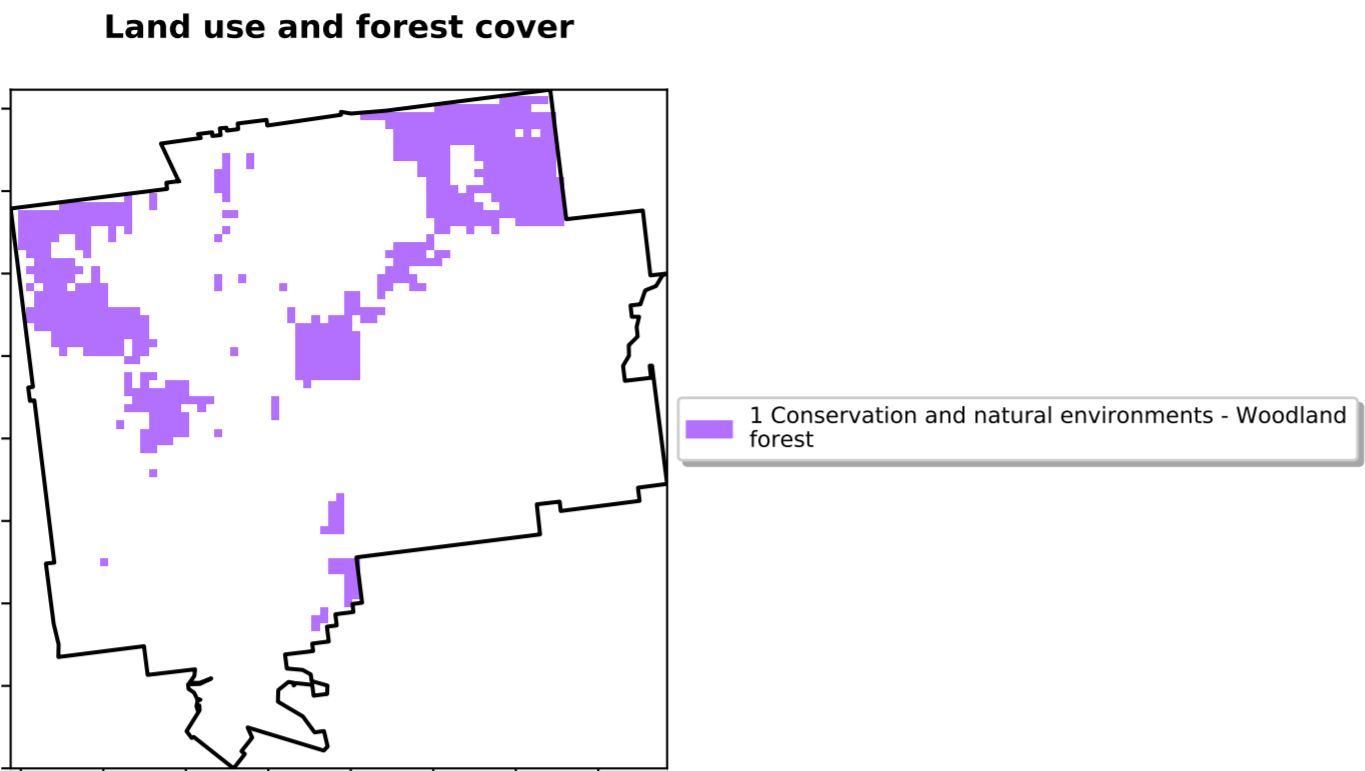 Land use and forest cover
1 Conservation and natural environments - Woodland
forest